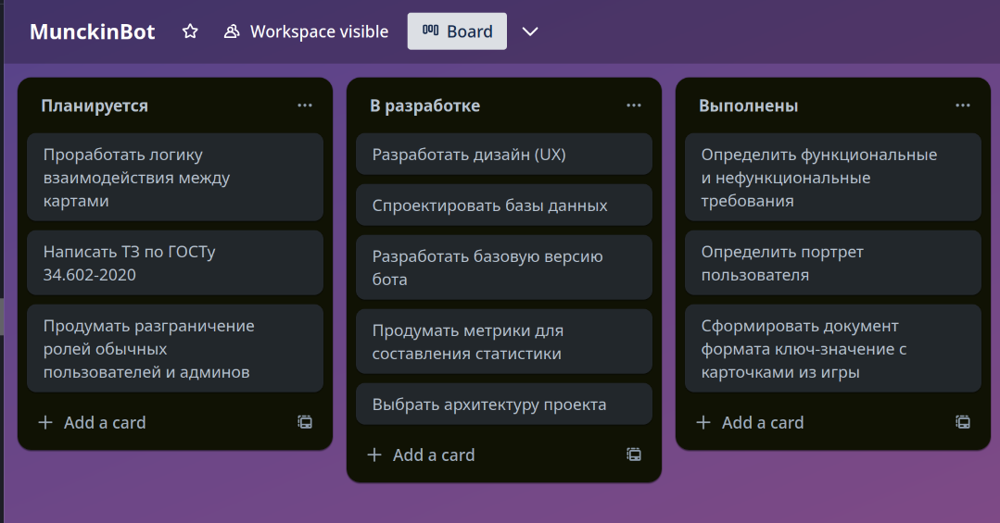 MunckinBot
Workspace visible
Board
Планируется
Проработать логику
взаимодействия между
картами
Написать ТЗ по ГОСТу
34.602-2020
Продумать разграничение
ролей обычных
пользователей и админов
Add a card
В разработке
Разработать дизайн (UX)
Спроектировать базы данных
Разработать базовую версию
бота
Продумать метрики для
составления статистики
Выбрать архитектуру проекта
Add a card
Выполнены
Определить функциональные
и нефункциональные
требования
Определить портрет
пользователя
Сформировать документ
формата ключ-значение с
карточками из игры
Add a card